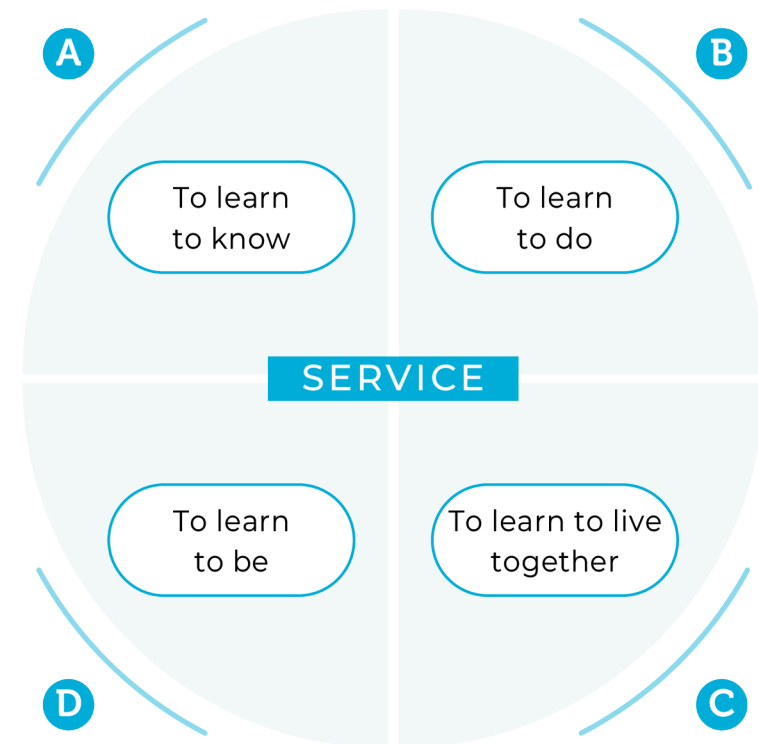 A
B
To learn
to know
To learn
to do
SERVICE
To learn
to be
To learn to live
together
D
C